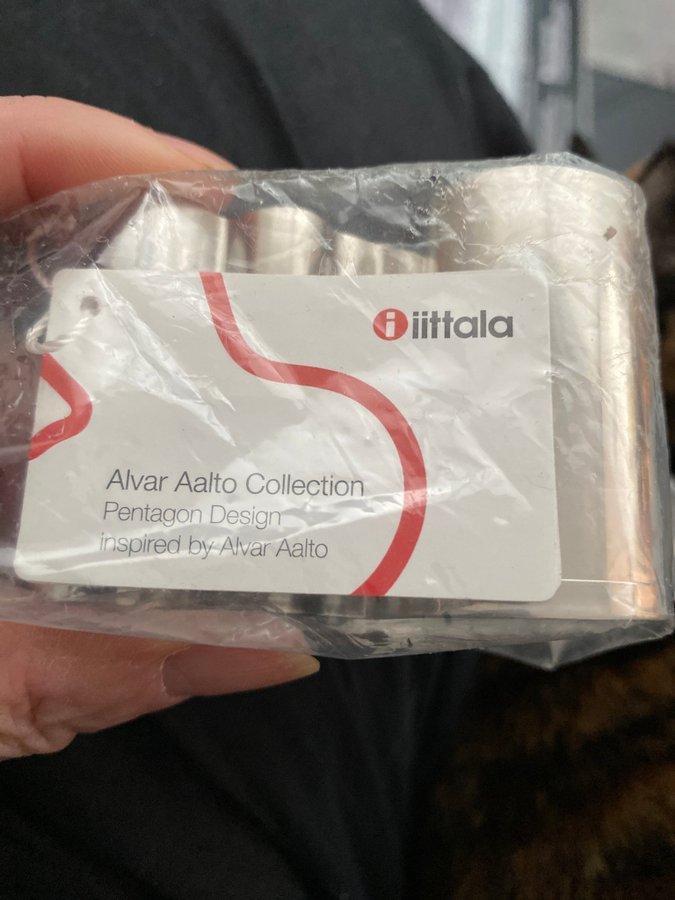 iittala
Alvar Aalto Collection
Pentagon Design
inspired by Alvar Aalto